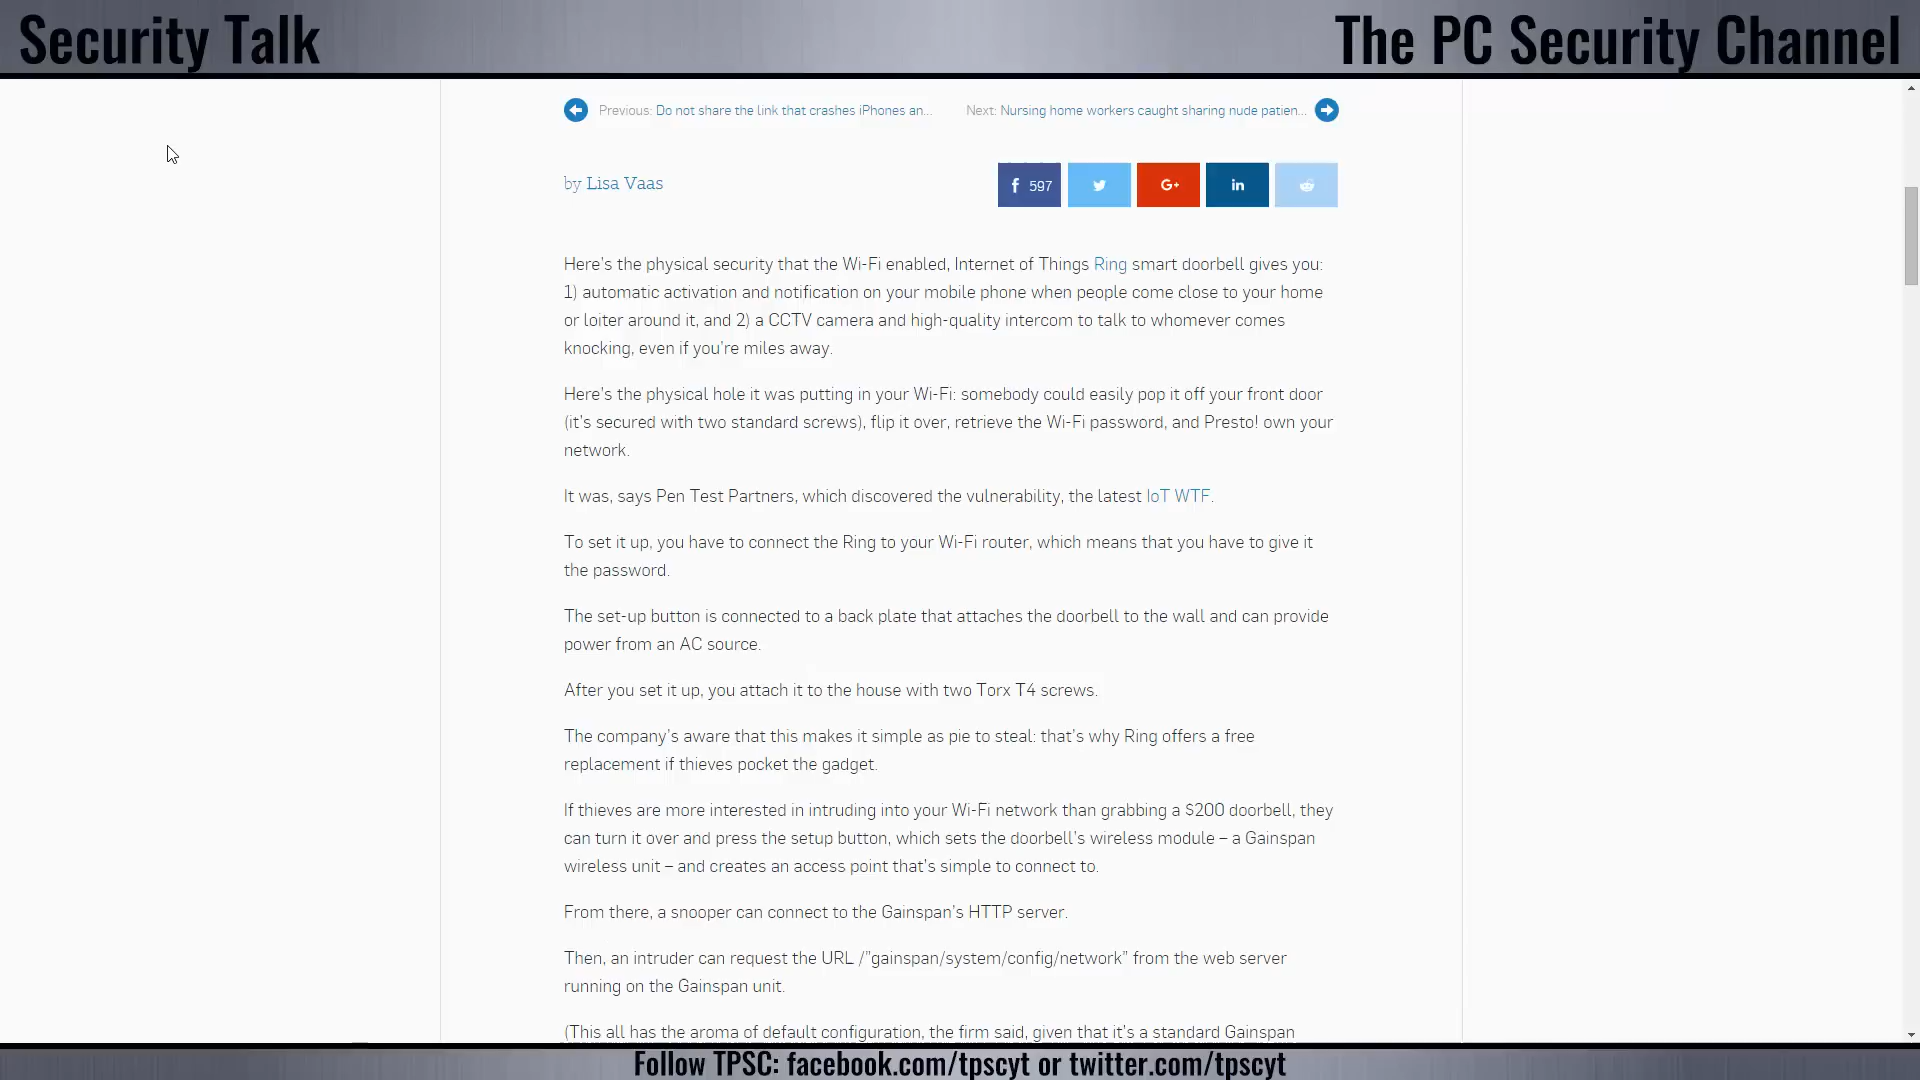 Security Talk
The PC Security Channel
Previous: Do not share the link that crashes iPhones an...
Next: Nursing home workers caught sharing nude patien...
by Lisa Vaas
f 597
G+
in
Here's the physical security that the Wi-Fi enabled, Internet of Things Ring smart doorbell gives you:
1) automatic activation and notification on your mobile phone when people come close to your home
or loiter around it, and 2) a CCTV camera and high-quality intercom to talk to whomever comes
knocking, even if you're miles away.
Here's the physical hole it was putting in your Wi-Fi: somebody could easily pop it off your front door
(it's secured with two standard screws), flip it over, retrieve the Wi-Fi password, and Presto! own your
network.
It was, says Pen Test Partners, which discovered the vulnerability, the latest IoT WTF.
To set it up, you have to connect the Ring to your Wi-Fi router, which means that you have to give it
the password.
The set-up button is connected to a back plate that attaches the doorbell to the wall and can provide
power from an AC source.
After you set it up, you attach it to the house with two Torx T4 screws.
The company's aware that this makes it simple as pie to steal: that's why Ring offers a free
replacement if thieves pocket the gadget.
If thieves are more interested in intruding into your Wi-Fi network than grabbing a $200 doorbell, they
can turn it over and press the setup button, which sets the doorbell's wireless module – a Gainspan
wireless unit – and creates an access point that's simple to connect to.
From there, a snooper can connect to the Gainspan's HTTP server.
Then, an intruder can request the URL /"gainspan/system/config/network" from the web server
running on the Gainspan unit.
(This all has the aroma of default configuration, the firm said, given that it's a standard Gainspan
Follow TPSC: facebook.com/tpscyt or twitter.com/tpscyt